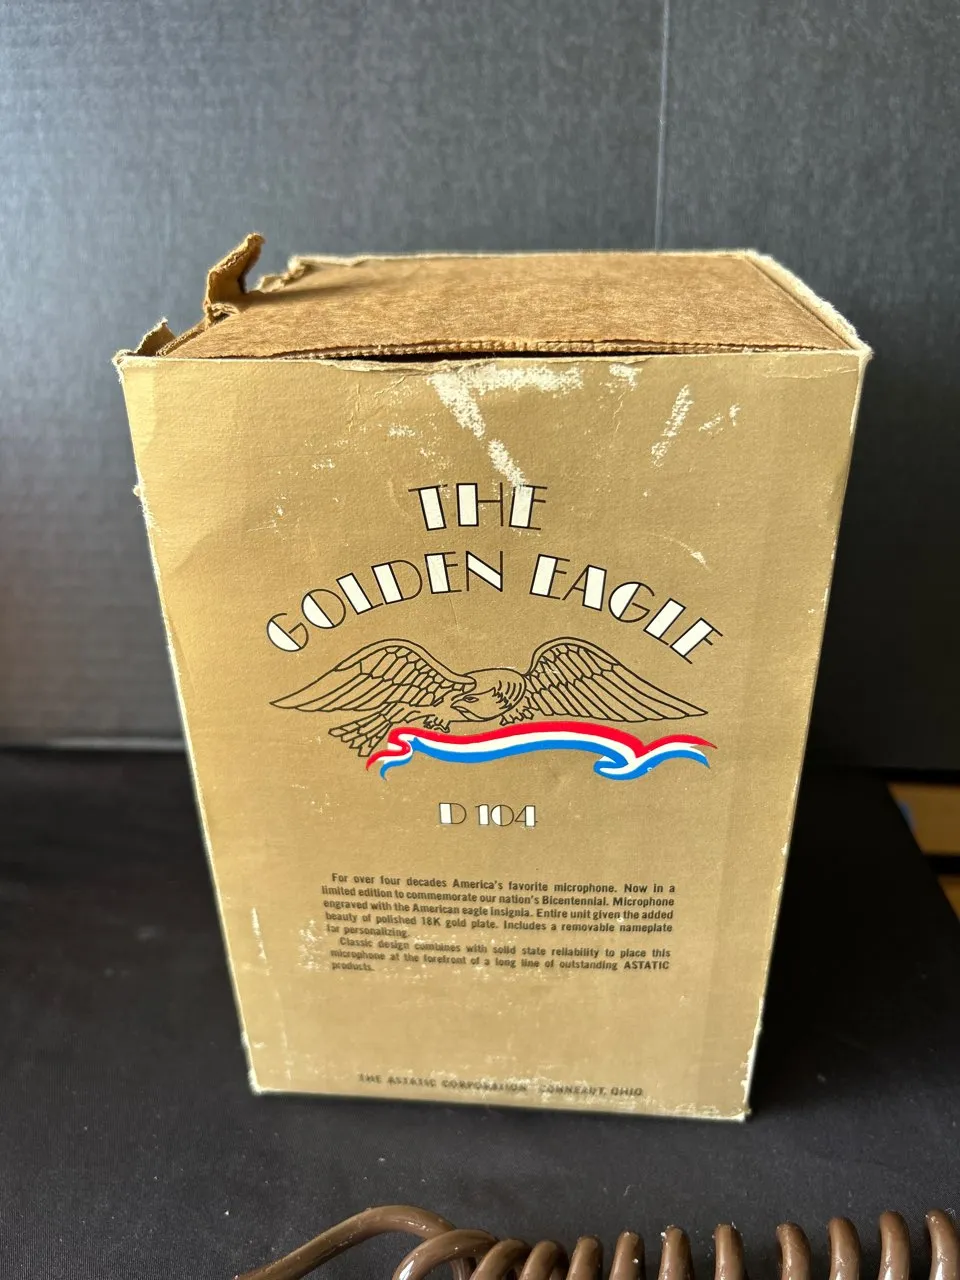 THE
GOLDEN EAGLE
D 104
For over four decades America's favorite microphone. Now in a
limited edition to commemorate our nation's Bicentennial. Microphone
engraved with the American eagle insignia. Entire unit given the added
beauty of polished 18K gold plate. Includes a removable nameplate
for personalizing.
Classic design combines with solid state reliability to place this
microphone at the forefront of a long line of outstanding ASTATIC
products.
THE ASTATIC CORPORATION CONNEAUT, OHIO